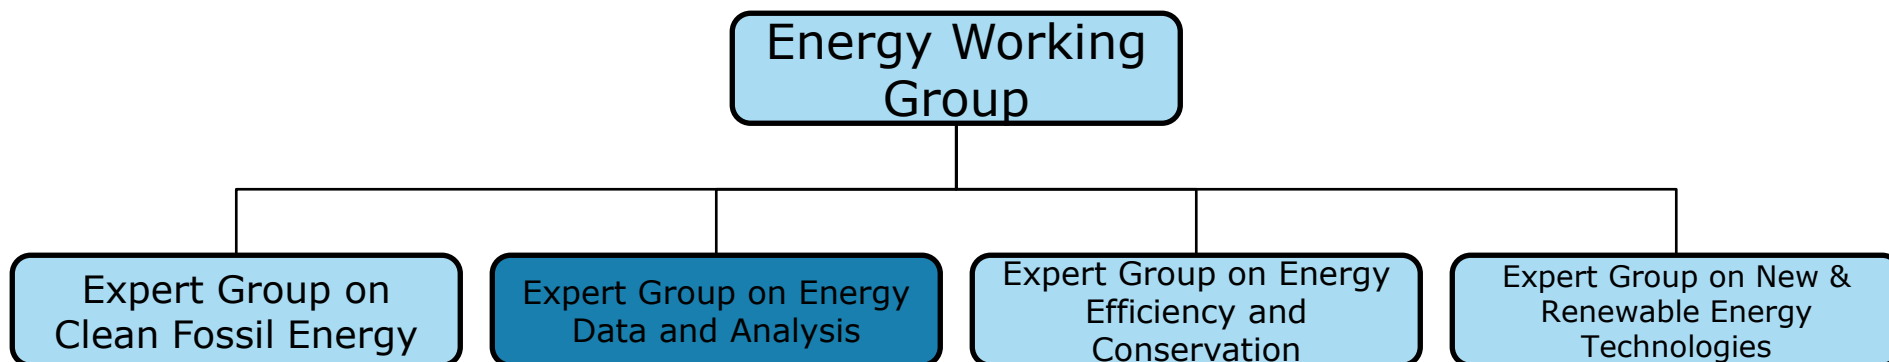 Energy Working
Group
Expert Group on
Clean Fossil Energy
Expert Group on Energy
Data and Analysis
Expert Group on Energy
Efficiency and
Conservation
Expert Group on New &
Renewable Energy
Technologies